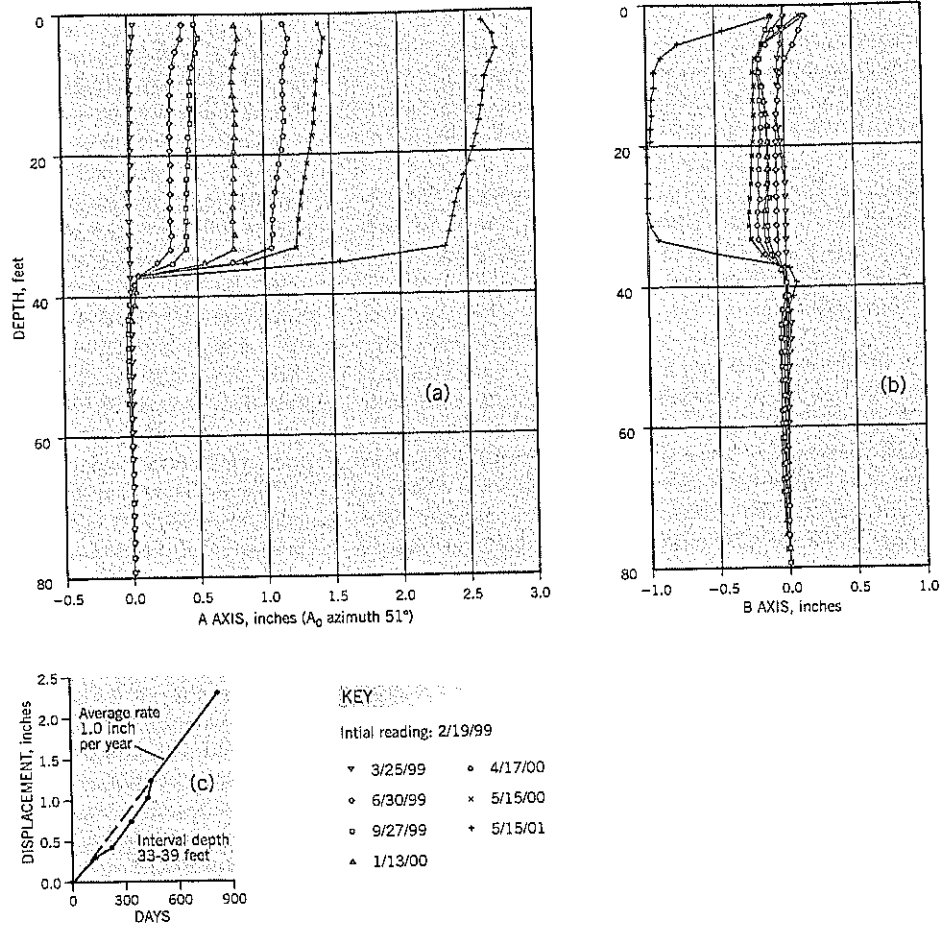 0
20
40
60
80
DEPTH, feet
(a)
−0.5 0.0 0.5 1.0 1.5 2.0 2.5 3.0
A AXIS, inches (A0 azimuth 51°)
0
20
40
60
80
(b)
−1.0 −0.5 0.0 0.5 1.0
B AXIS, inches
2.5
2.0
1.5
1.0
0.5
0.0
DISPLACEMENT, inches
Average rate
1.0 inch
per year
(c)
Interval depth
33-39 feet
0 300 600 900
DAYS
KEY
Intial reading: 2/19/99
3/25/99
6/30/99
9/27/99
1/13/00
4/17/00
5/15/00
5/15/01